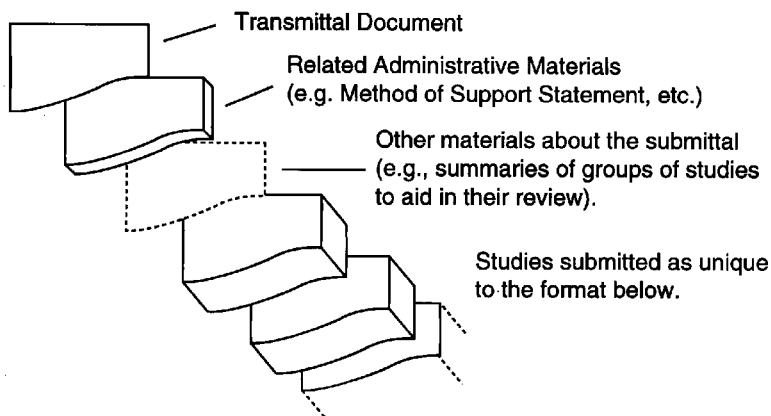 Transmittal Document
Related Administrative Materials
(e.g. Method of Support Statement, etc.)
Other materials about the submittal
(e.g., summaries of groups of studies
to aid in their review).
Studies submitted as unique
to the format below.